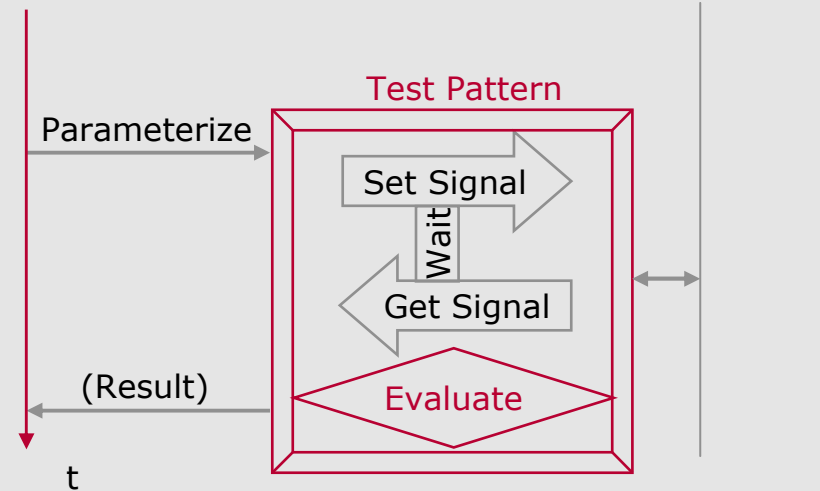 Test Pattern
Parameterize
Set Signal
Wait
Get Signal
(Result)
Evaluate
t